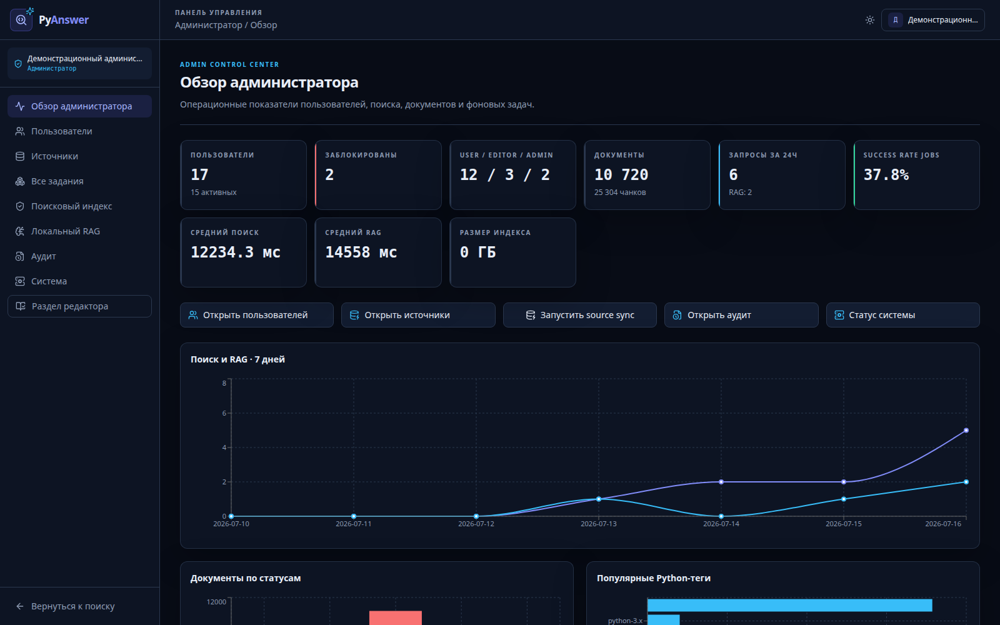 PyAnswer
Демонстрационный админис...
Администратор
Обзор администратора
Пользователи
Источники
Все задания
Поисковый индекс
Локальный RAG
Аудит
Система
Раздел редактора
Вернуться к поиску
ПАНЕЛЬ УПРАВЛЕНИЯ
Администратор / Обзор
Д
Демонстрационн...
ADMIN CONTROL CENTER
Обзор администратора
Операционные показатели пользователей, поиска, документов и фоновых задач.
ПОЛЬЗОВАТЕЛИ
17
15 активных
ЗАБЛОКИРОВАНЫ
2
USER / EDITOR / ADMIN
12 / 3 / 2
ДОКУМЕНТЫ
10 720
25 304 чанков
ЗАПРОСЫ ЗА 24Ч
6
RAG: 2
SUCCESS RATE JOBS
37.8%
СРЕДНИЙ ПОИСК
12234.3 мс
СРЕДНИЙ RAG
14558 мс
РАЗМЕР ИНДЕКСА
0 ГБ
Открыть пользователей
Открыть источники
Запустить source sync
Открыть аудит
Статус системы
Поиск и RAG · 7 дней
8
6
4
2
0
2026-07-10
2026-07-11
2026-07-12
2026-07-13
2026-07-14
2026-07-15
2026-07-16
Документы по статусам
12000
Популярные Python-теги
python-3.x